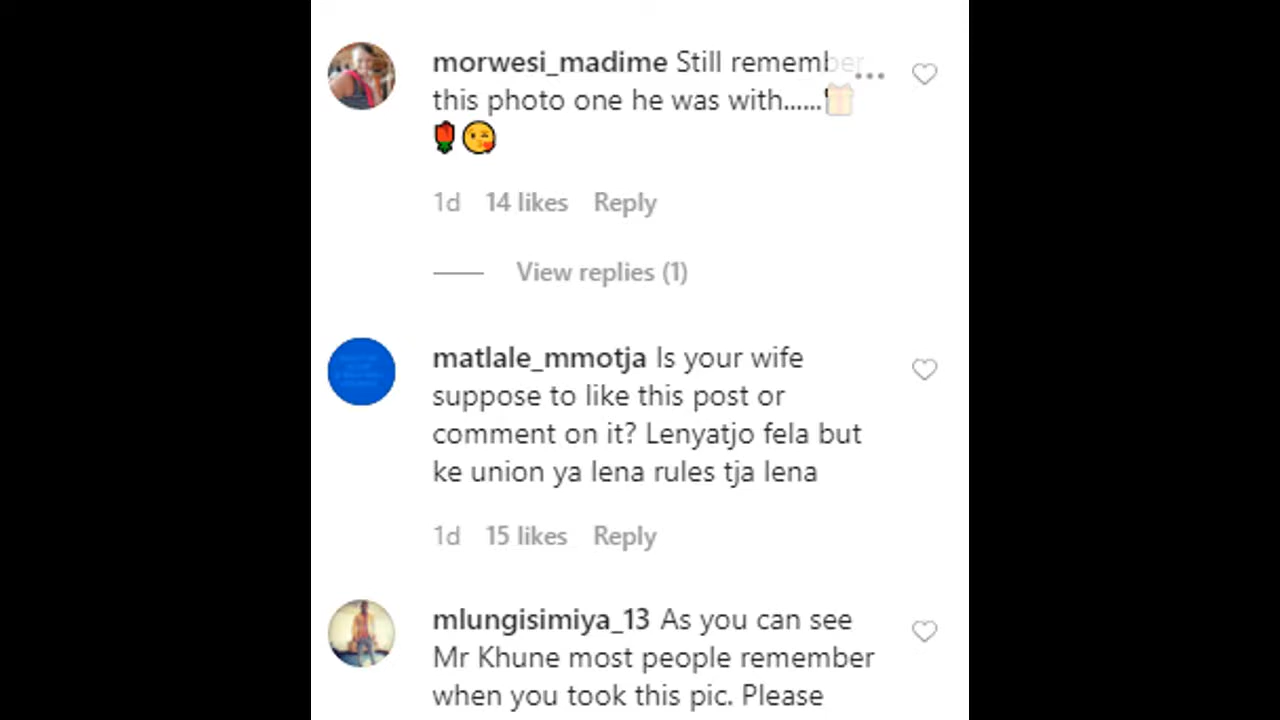 morwesi_madime Still remember
this photo one he was with......🎁
🌹😘
1d 14 likes Reply
View replies (1)
matlale_mmotja Is your wife
suppose to like this post or
comment on it? Lenyatjo fela but
ke union ya lena rules tja lena
1d 15 likes Reply
mlungisimiya_13 As you can see
Mr Khune most people remember
when you took this pic. Please